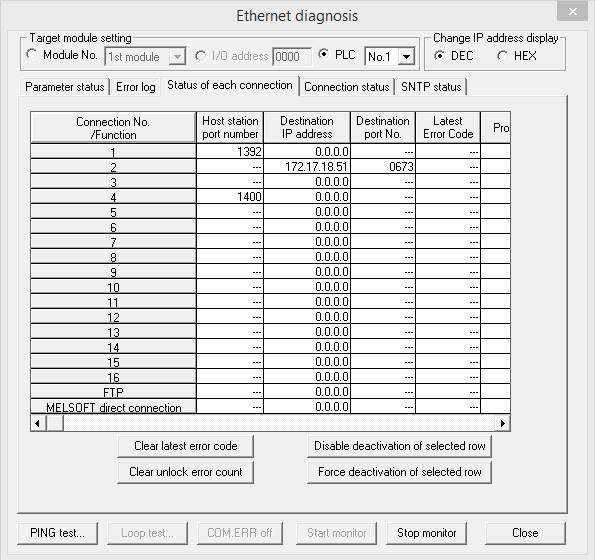 Ethernet diagnosis
Target module setting
Module No. 1st module I/O address 0000 PLC No.1
Change IP address display
DEC HEX
Parameter status Error log Status of each connection Connection status SNTP status
Connection No. /Function Host station port number Destination IP address Destination port No. Latest Error Code Pro
1 1392 0.0.0.0 --- ---
2 --- 172.17.18.51 0673 ---
3 --- 0.0.0.0 --- ---
4 1400 0.0.0.0 --- ---
5 --- 0.0.0.0 --- ---
6 --- 0.0.0.0 --- ---
7 --- 0.0.0.0 --- ---
8 --- 0.0.0.0 --- ---
9 --- 0.0.0.0 --- ---
10 --- 0.0.0.0 --- ---
11 --- 0.0.0.0 --- ---
12 --- 0.0.0.0 --- ---
13 --- 0.0.0.0 --- ---
14 --- 0.0.0.0 --- ---
15 --- 0.0.0.0 --- ---
16 --- 0.0.0.0 --- ---
FTP --- 0.0.0.0 --- ---
MELSOFT direct connection --- 0.0.0.0 --- ---
Clear latest error code Disable deactivation of selected row
Clear unlock error count Force deactivation of selected row
PING test... Loop test... COM.ERR off Start monitor Stop monitor Close